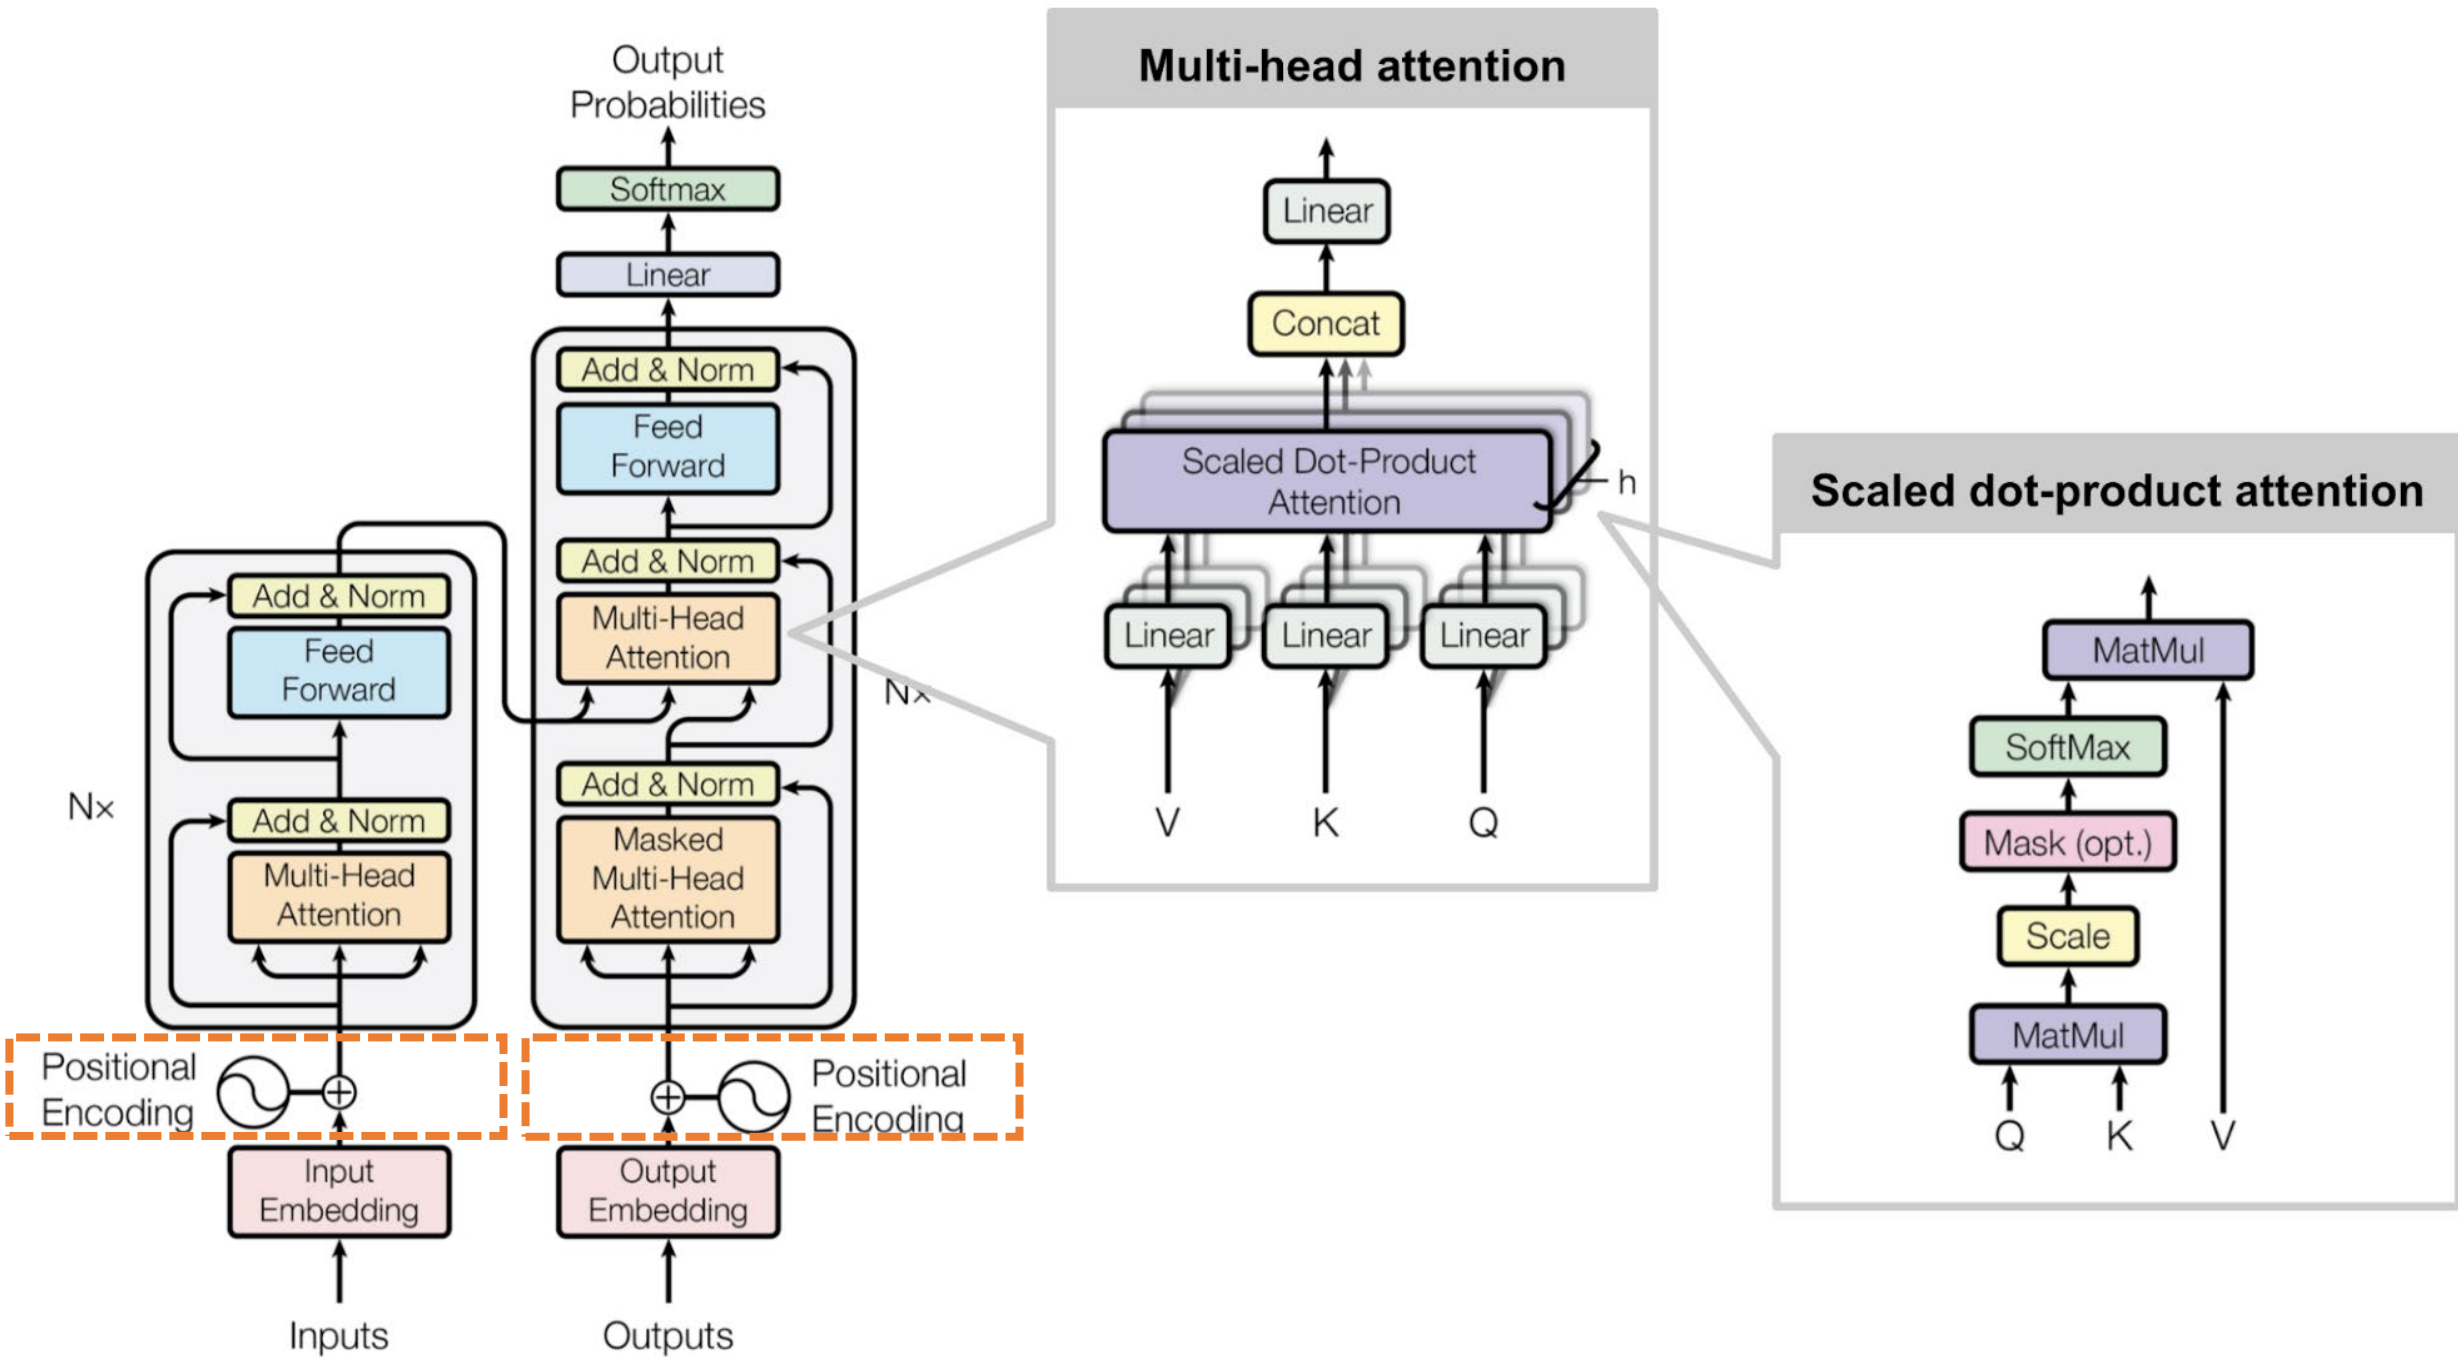 Output
Probabilities
Softmax
Linear
Add & Norm
Feed
Forward
Add & Norm
Multi-Head
Attention
Nx
Add & Norm
Masked
Multi-Head
Attention
Positional
Encoding
Output
Embedding
Outputs
Add & Norm
Feed
Forward
Nx
Add & Norm
Multi-Head
Attention
Positional
Encoding
Input
Embedding
Inputs
Multi-head attention
Linear
Concat
Scaled Dot-Product
Attention
h
Linear Linear Linear
V K Q
Scaled dot-product attention
MatMul
SoftMax
Mask (opt.)
Scale
MatMul
Q K V